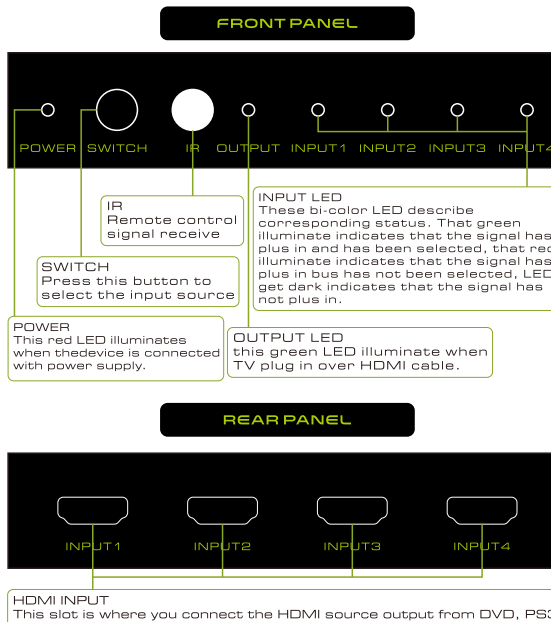 FRONT PANEL
POWER SWITCH IR OUTPUT INPUT1 INPUT2 INPUT3 INPUT4
IR
Remote control
signal receive
INPUT LED
These bi-color LED describe
corresponding status. That green
illuminate indicates that the signal has
plus in and has been selected, that red
illuminate indicates that the signal has
plus in bus has not been selected, LED
get dark indicates that the signal has
not plus in.
SWITCH
Press this button to
select the input source
POWER
This red LED illuminates
when thedevice is connected
with power supply.
OUTPUT LED
this green LED illuminate when
TV plug in over HDMI cable.
REAR PANEL
INPUT1 INPUT2 INPUT3 INPUT4
HDMI INPUT
This slot is where you connect the HDMI source output from DVD, PS3